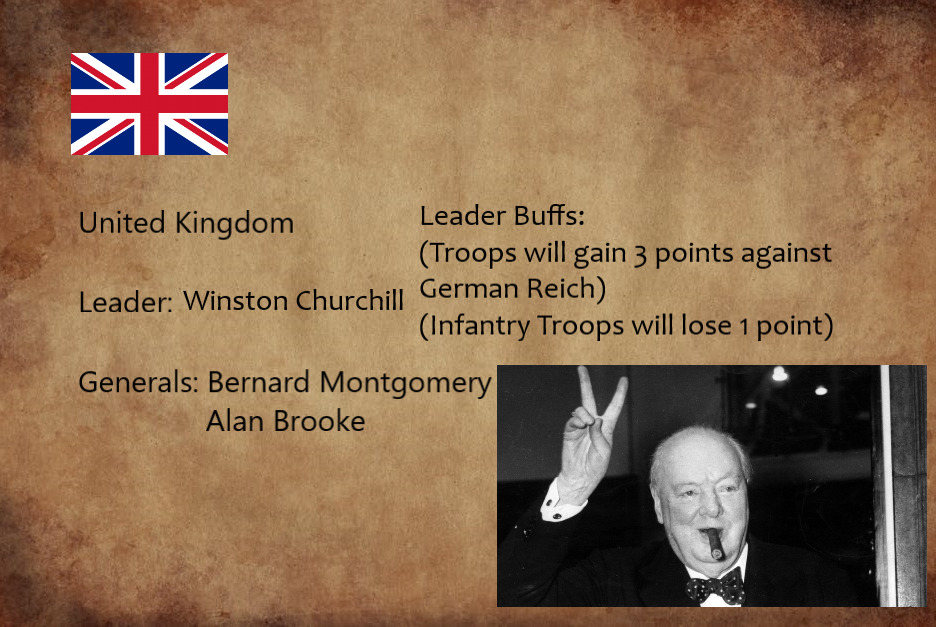 United Kingdom
Leader: Winston Churchill
Generals: Bernard Montgomery
Alan Brooke
Leader Buffs:
(Troops will gain 3 points against
German Reich)
(Infantry Troops will lose 1 point)